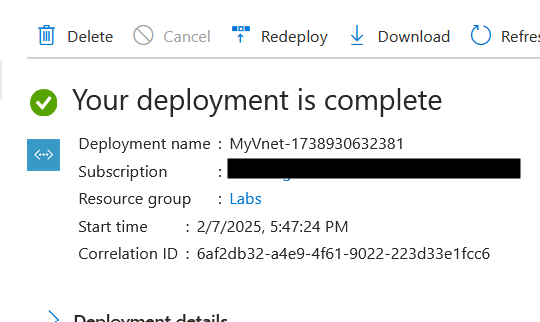 Delete Cancel Redeploy Download Refres
Your deployment is complete
Deployment name : MyVnet-1738930632381
Subscription :
Resource group : Labs
Start time : 2/7/2025, 5:47:24 PM
Correlation ID : 6af2db32-a4e9-4f61-9022-223d33e1fcc6
Deployment details